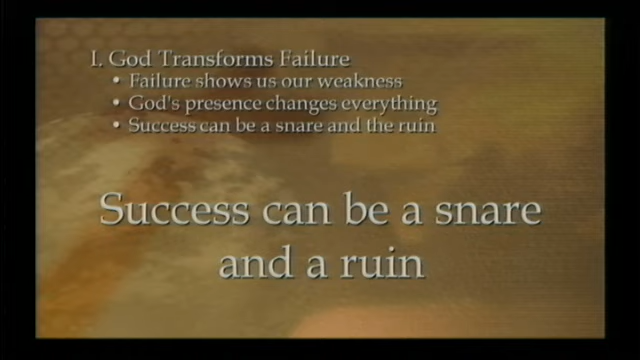 I. God Transforms Failure
• Failure shows us our weakness
• God's presence changes everything
• Success can be a snare and the ruin
Success can be a snare
and a ruin